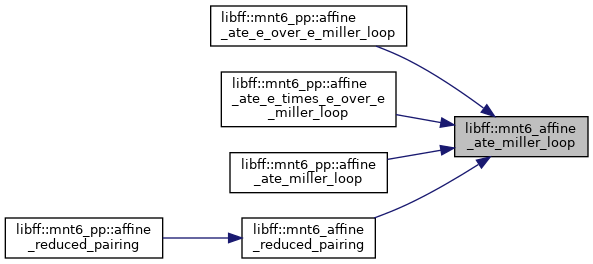 libff::mnt6_pp::affine
_ate_e_over_e_miller_loop
libff::mnt6_pp::affine
_ate_e_times_e_over_e
_miller_loop
libff::mnt6_affine
_ate_miller_loop
libff::mnt6_pp::affine
_ate_miller_loop
libff::mnt6_pp::affine
_reduced_pairing
libff::mnt6_affine
_reduced_pairing